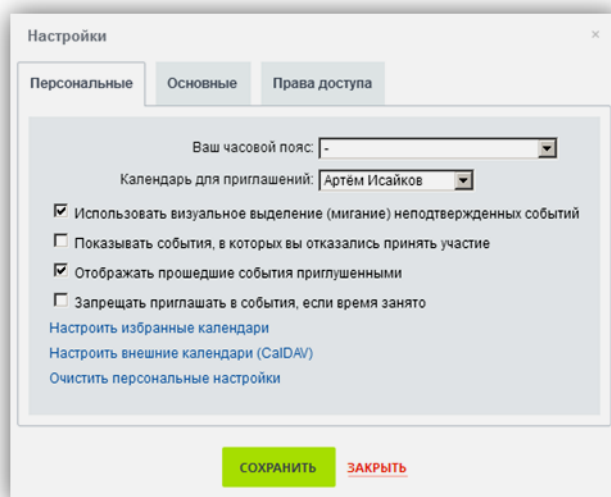 Настройки
Персональные
Основные
Права доступа
Ваш часовой пояс: -
Календарь для приглашений: Артём Исайков
Использовать визуальное выделение (мигание) неподтвержденных событий
Показывать события, в которых вы отказались принять участие
Отображать прошедшие события приглушенными
Запрещать приглашать в события, если время занято
Настроить избранные календари
Настроить внешние календари (CalDAV)
Очистить персональные настройки
СОХРАНИТЬ
ЗАКРЫТЬ